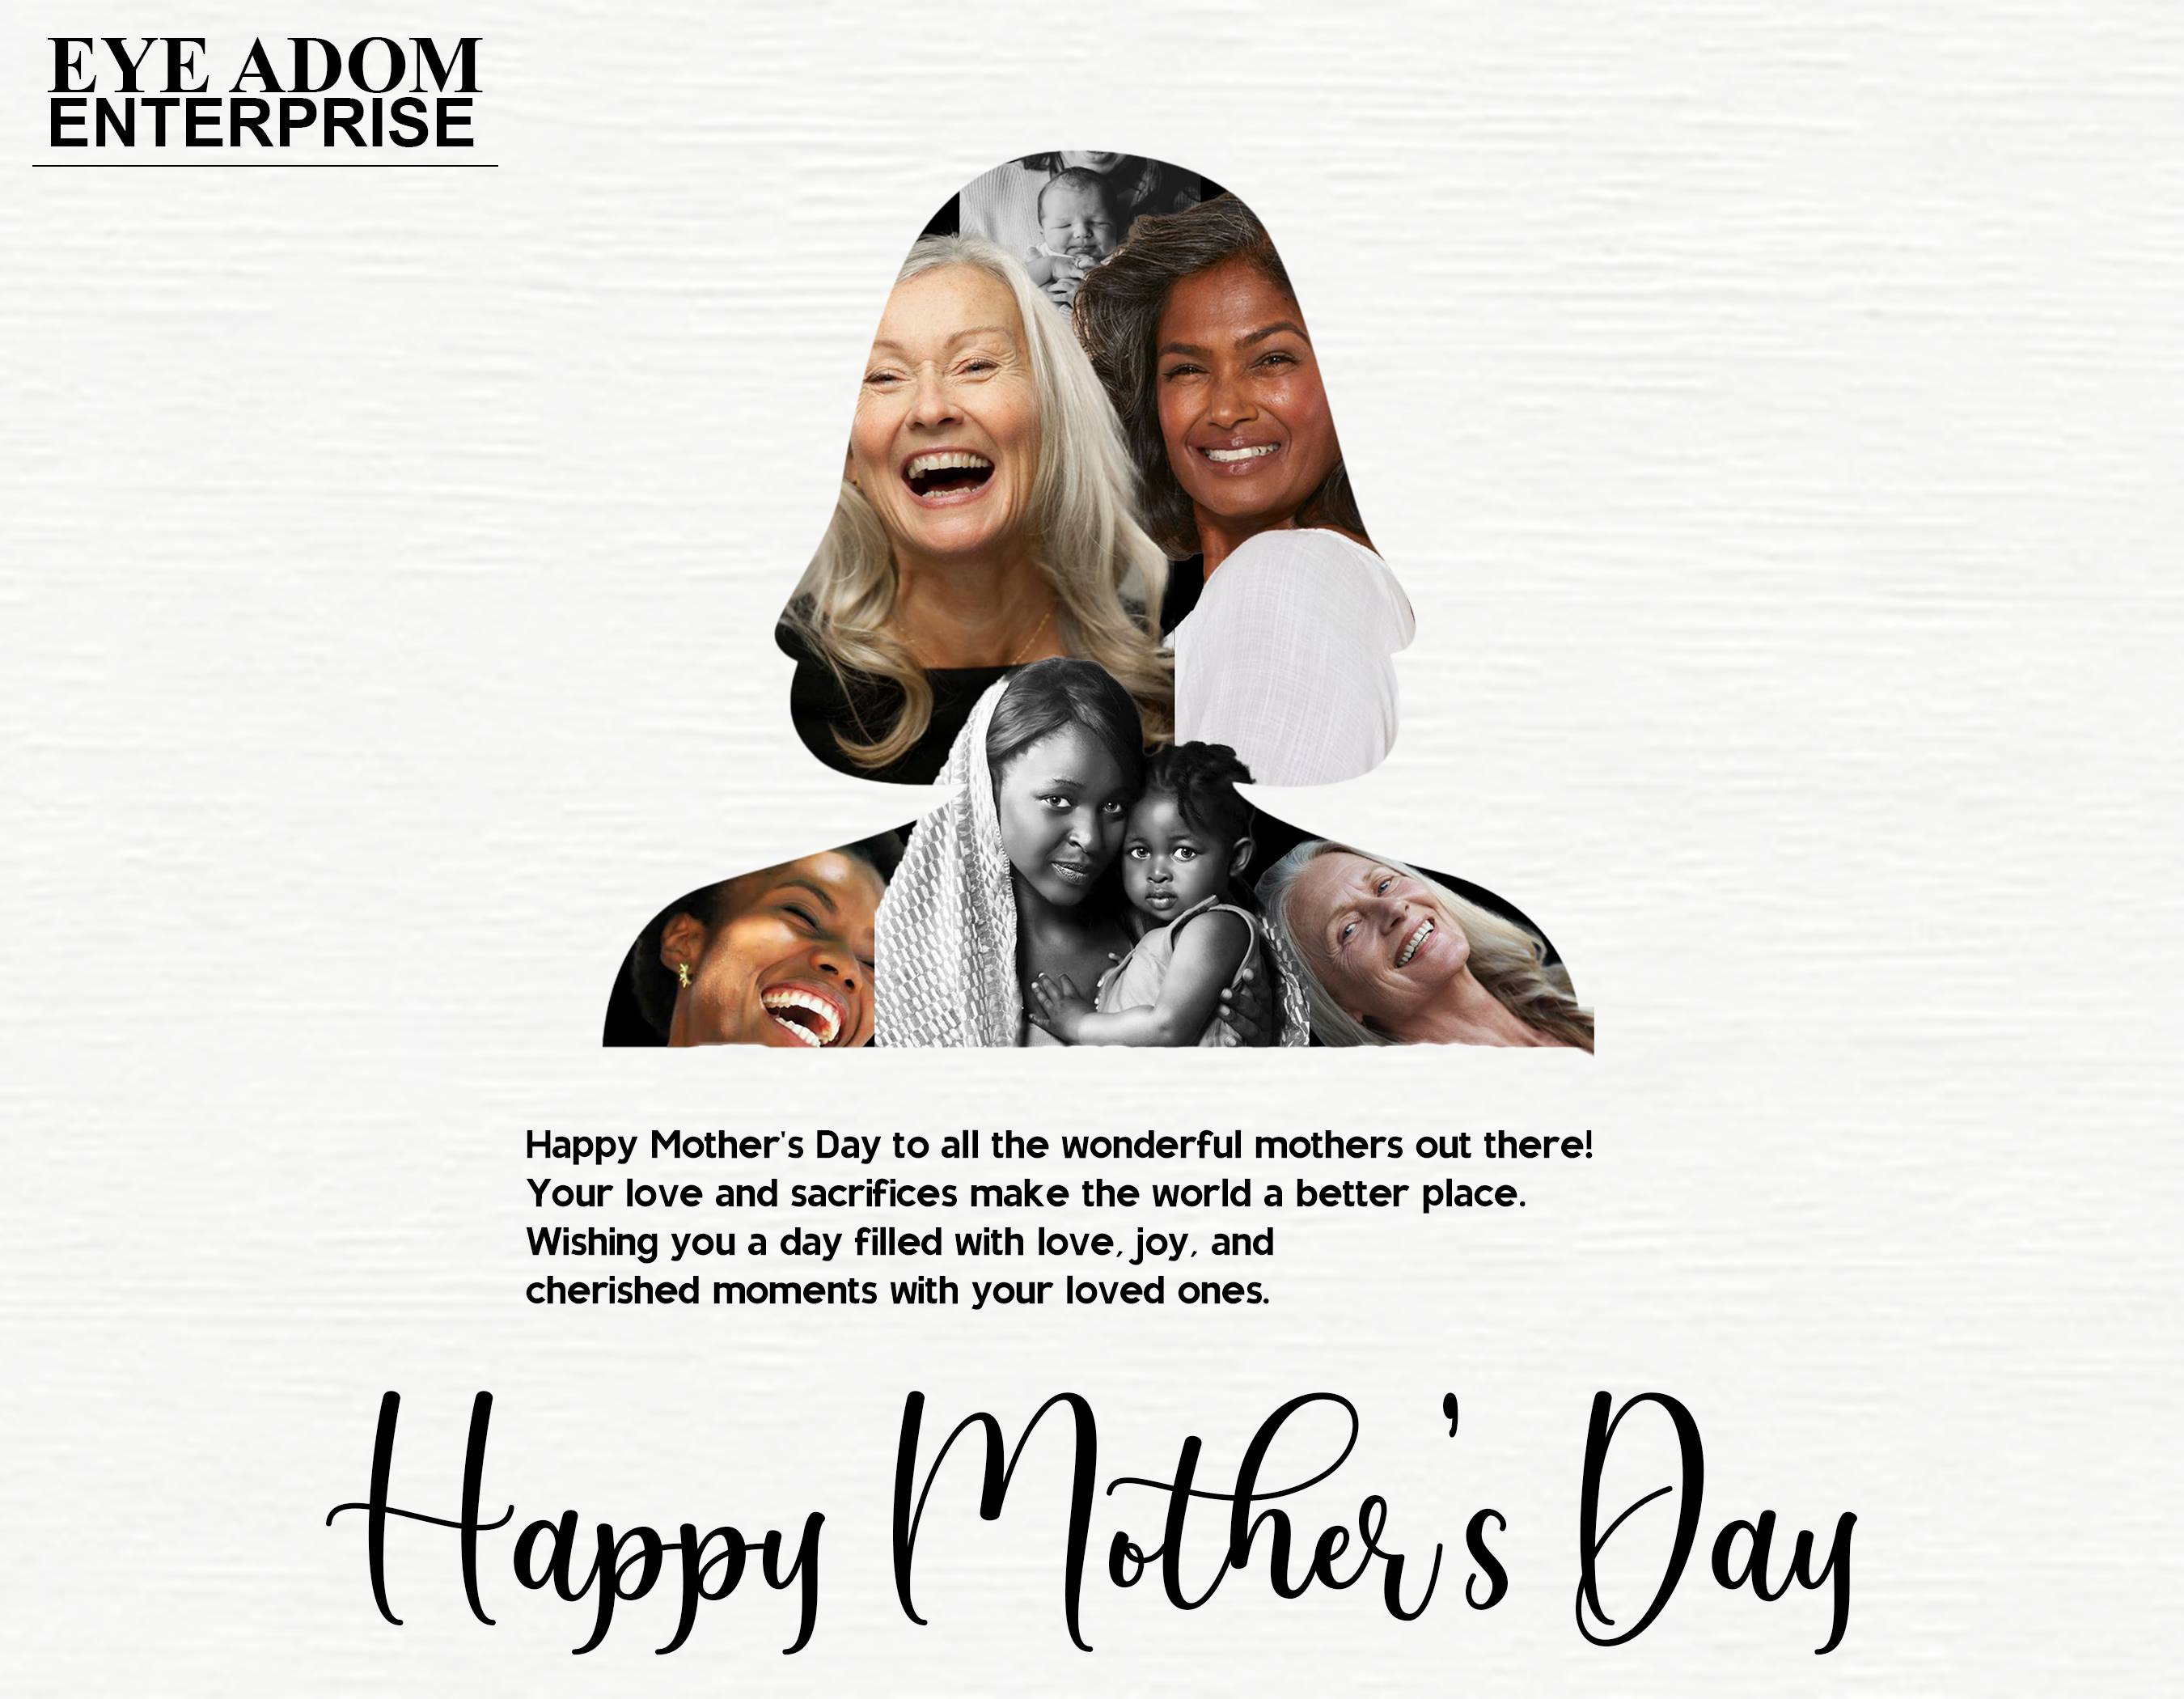 EYE ADOM
ENTERPRISE
Happy Mother's Day to all the wonderful mothers out there!
Your love and sacrifices make the world a better place.
Wishing you a day filled with love, joy, and
cherished moments with your loved ones.
Happy Mother's Day